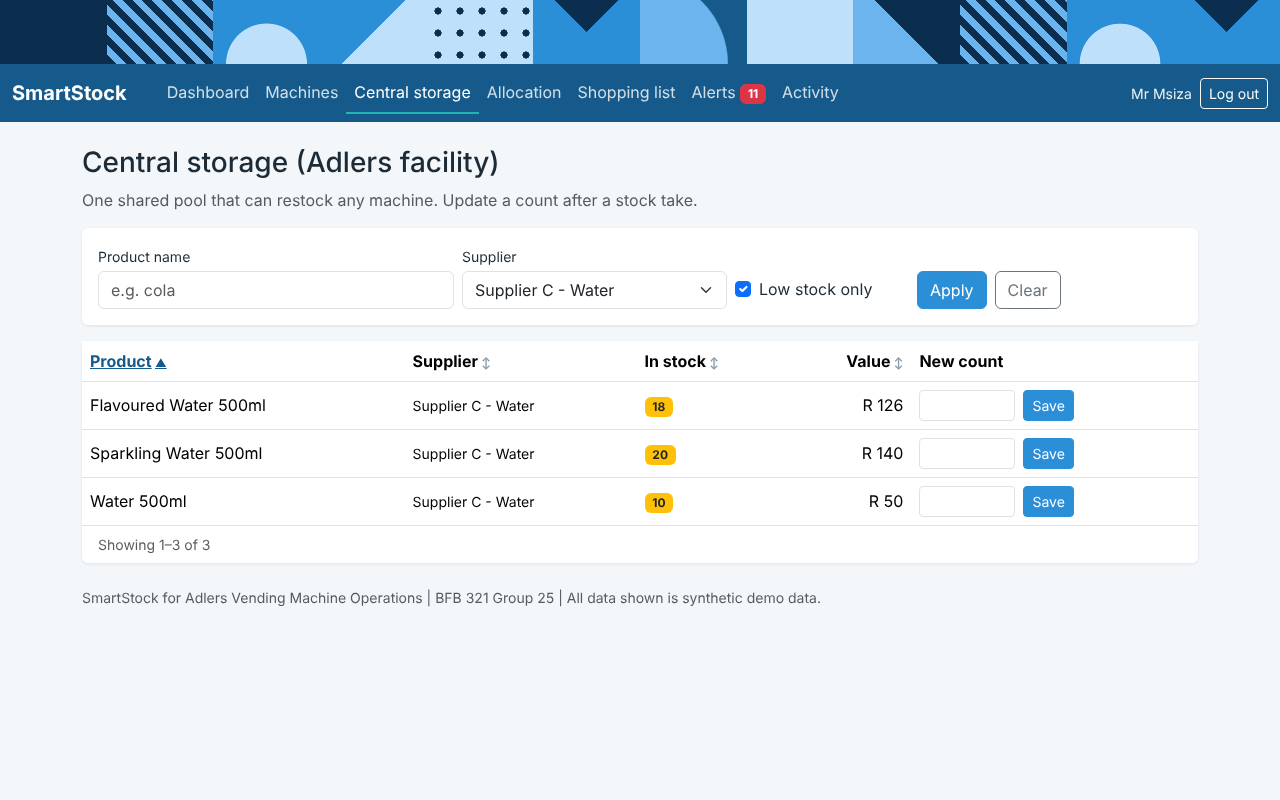 SmartStock Dashboard Machines Central storage Allocation Shopping list Alerts 11 Activity Mr Msiza Log out
Central storage (Adlers facility)
One shared pool that can restock any machine. Update a count after a stock take.
Product name Supplier
e.g. cola Supplier C - Water Low stock only Apply Clear
Product Supplier In stock Value New count
Flavoured Water 500ml Supplier C - Water 18 R 126 Save
Sparkling Water 500ml Supplier C - Water 20 R 140 Save
Water 500ml Supplier C - Water 10 R 50 Save
Showing 1–3 of 3
SmartStock for Adlers Vending Machine Operations | BFB 321 Group 25 | All data shown is synthetic demo data.